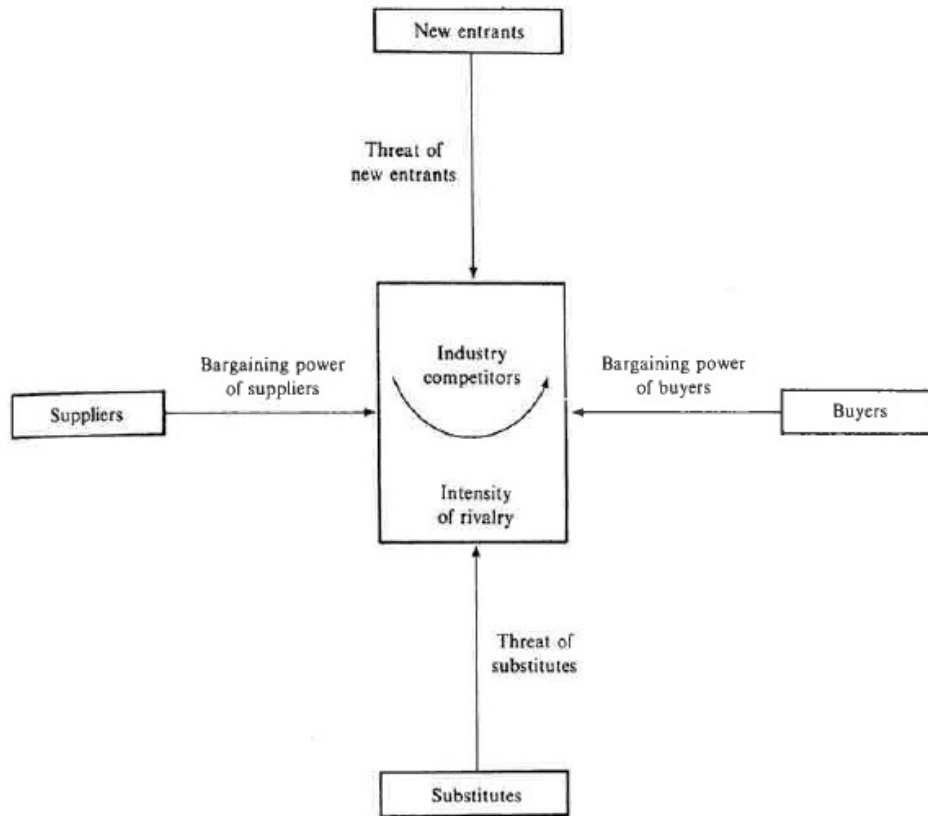 New entrants
Threat of
new entrants
Industry
competitors
Bargaining power
of suppliers
Bargaining power
of buyers
Suppliers
Buyers
Intensity
of rivalry
Threat of
substitutes
Substitutes